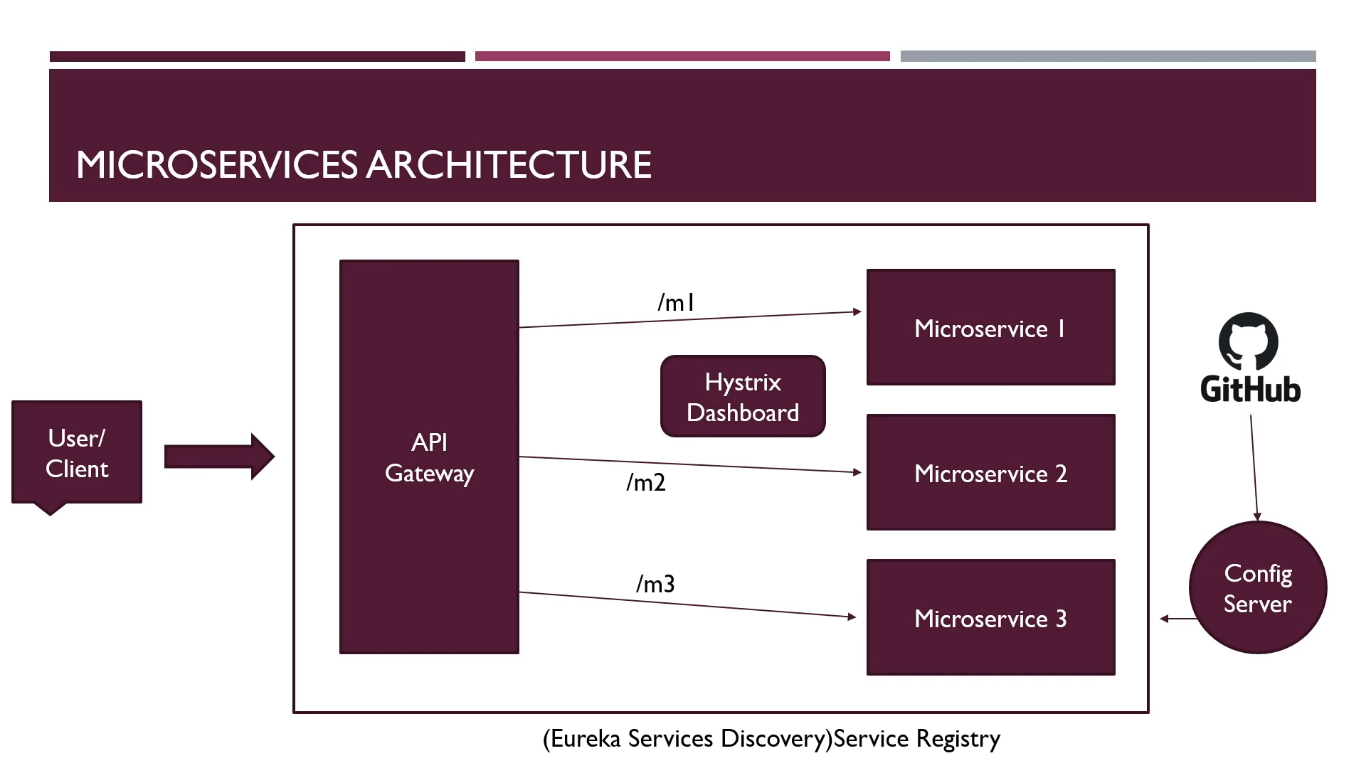 MICROSERVICES ARCHITECTURE
User/
Client
API
Gateway
/m1
Hystrix
Dashboard
/m2
/m3
Microservice 1
Microservice 2
Microservice 3
GitHub
Config
Server
(Eureka Services Discovery)Service Registry